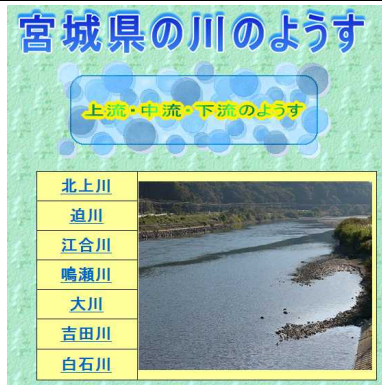 宮城県の川のようす
上流・中流・下流のようす
北上川
迫川
江合川
鳴瀬川
大川
吉田川
白石川